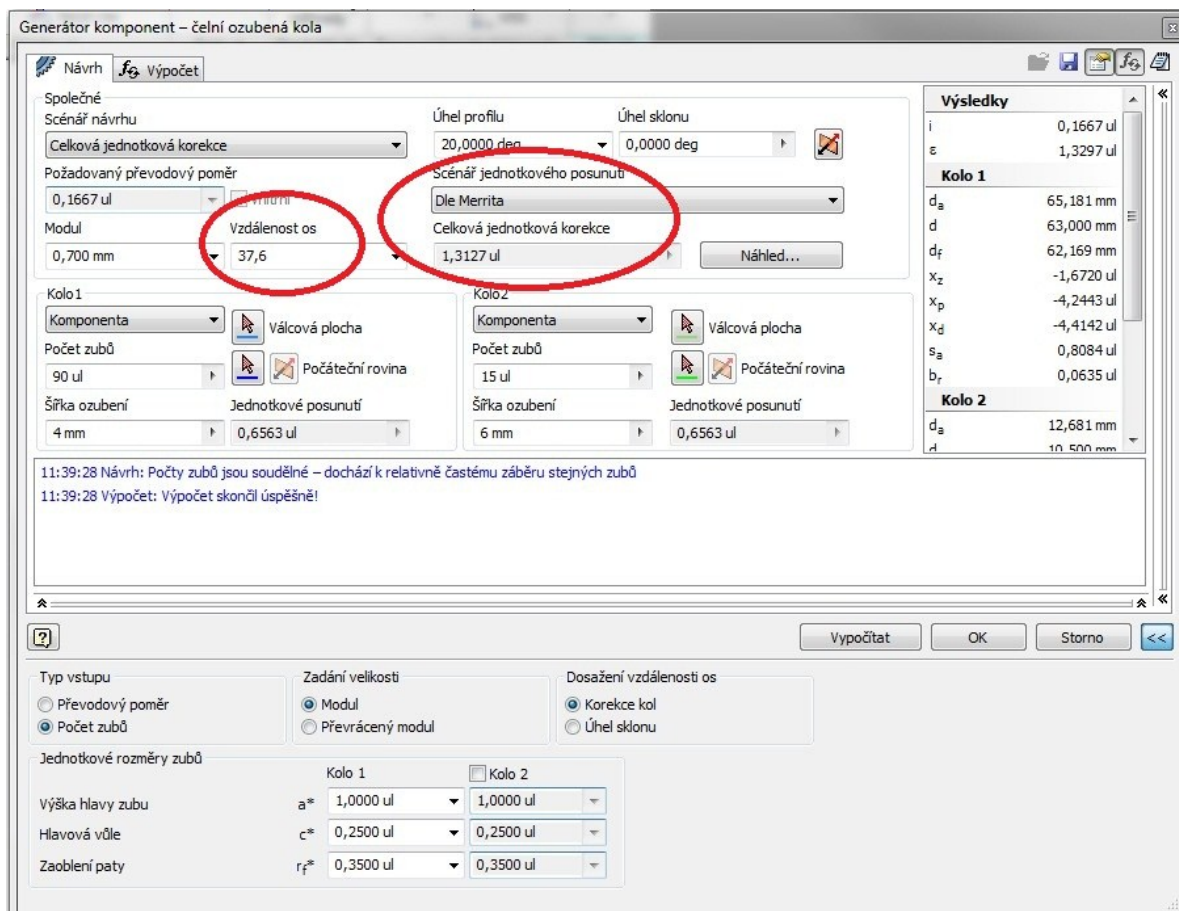 Generátor komponent – čelní ozubená kola
Návrh
Výpočet
Společné
Scénář návrhu
Celková jednotková korekce
Úhel profilu
20,0000 deg
Úhel sklonu
0,0000 deg
Požadovaný převodový poměr
0,1667 ul
Vnitřní
Scénář jednotkového posunutí
Dle Merrita
Modul
0,700 mm
Vzdálenost os
37,6
Celková jednotková korekce
1,3127 ul
Náhled...
Kolo1
Komponenta
Válcová plocha
Počet zubů
90 ul
Počáteční rovina
Šířka ozubení
4 mm
Jednotkové posunutí
0,6563 ul
Kolo2
Komponenta
Válcová plocha
Počet zubů
15 ul
Počáteční rovina
Šířka ozubení
6 mm
Jednotkové posunutí
0,6563 ul
Výsledky
i 0,1667 ul
ε 1,3297 ul
Kolo 1
da 65,181 mm
d 63,000 mm
df 62,169 mm
xz -1,6720 ul
xp -4,2443 ul
xd -4,4142 ul
sa 0,8084 ul
br 0,0635 ul
Kolo 2
da 12,681 mm
d 10,500 mm
11:39:28 Návrh: Počty zubů jsou soudělné – dochází k relativně častému záběru stejných zubů
11:39:28 Výpočet: Výpočet skončil úspěšně!
Vypočítat
OK
Storno
<<
Typ vstupu
Převodový poměr
Počet zubů
Zadání velikosti
Modul
Převrácený modul
Dosažení vzdálenosti os
Korekce kol
Úhel sklonu
Jednotkové rozměry zubů
Kolo 1 Kolo 2
Výška hlavy zubu a* 1,0000 ul 1,0000 ul
Hlavová vůle c* 0,2500 ul 0,2500 ul
Zaoblení paty rf* 0,3500 ul 0,3500 ul